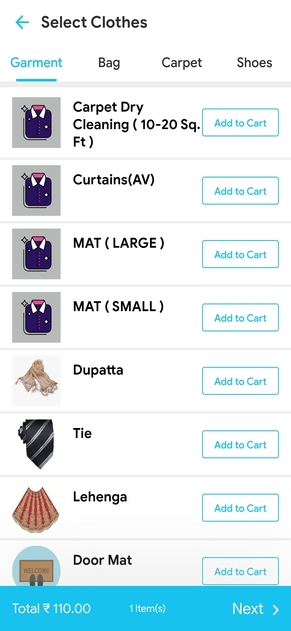 Select Clothes
Garment Bag Carpet Shoes
Carpet Dry
Cleaning ( 10-20 Sq.
Ft )
Add to Cart
Curtains(AV)
Add to Cart
MAT ( LARGE )
Add to Cart
MAT ( SMALL )
Add to Cart
Dupatta
Add to Cart
Tie
Add to Cart
Lehenga
Add to Cart
WELCOME
Door Mat
Add to Cart
Total ₹ 110.00 1 Item(s) Next